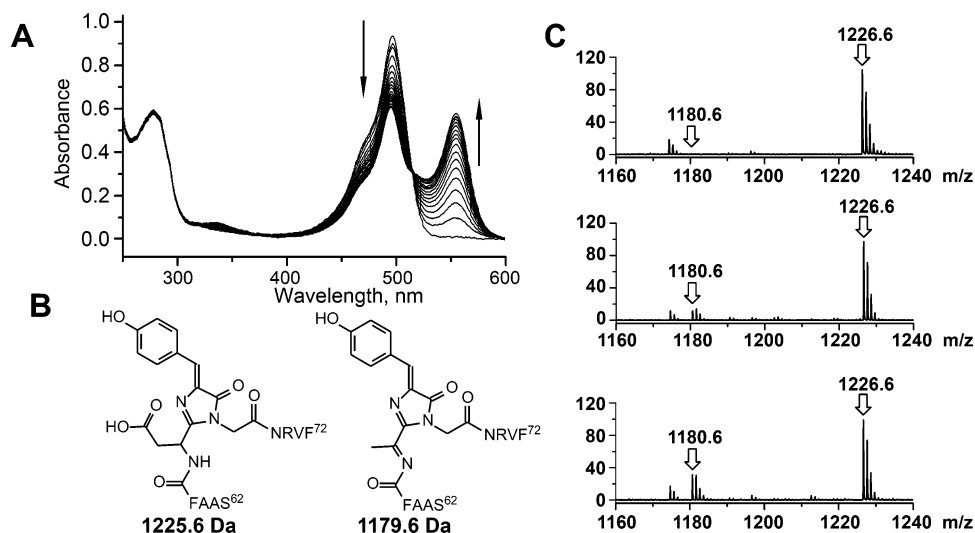 A
Absorbance
1.0
0.8
0.6
0.4
0.2
0.0
300
400
500
600
Wavelength, nm
B
HO
O
N
N
O
O
HO
NRVF72
NH
O
FAAS62
1225.6 Da
HO
O
N
N
O
NRVF72
N
O
FAAS62
1179.6 Da
C
1226.6
1180.6
120
80
40
0
1160
1180
1200
1220
1240
m/z
1226.6
1180.6
120
80
40
0
1160
1180
1200
1220
1240
m/z
1226.6
1180.6
120
80
40
0
1160
1180
1200
1220
1240
m/z